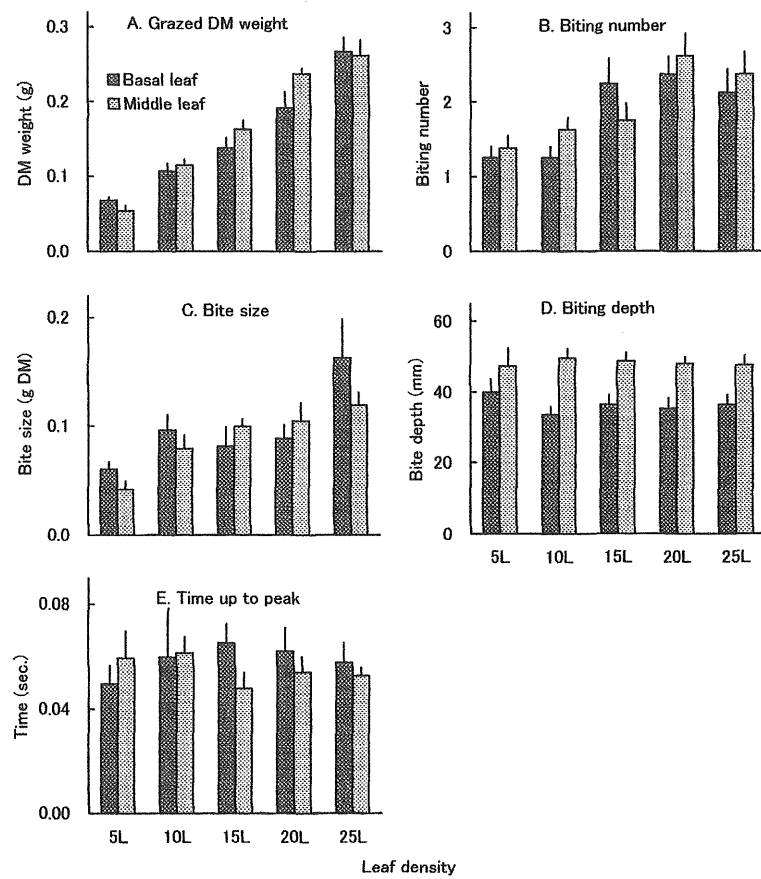 A. Grazed DM weight
0.3
0.2
0.1
0.0
DM weight (g)
Basal leaf
Middle leaf
B. Biting number
3
2
1
0
Biting number
C. Bite size
0.2
0.1
0.0
Bite size (g DM)
D. Biting depth
60
40
20
0
Bite depth (mm)
5L 10L 15L 20L 25L
E. Time up to peak
0.08
0.04
0.00
Time (sec.)
5L 10L 15L 20L 25L
Leaf density